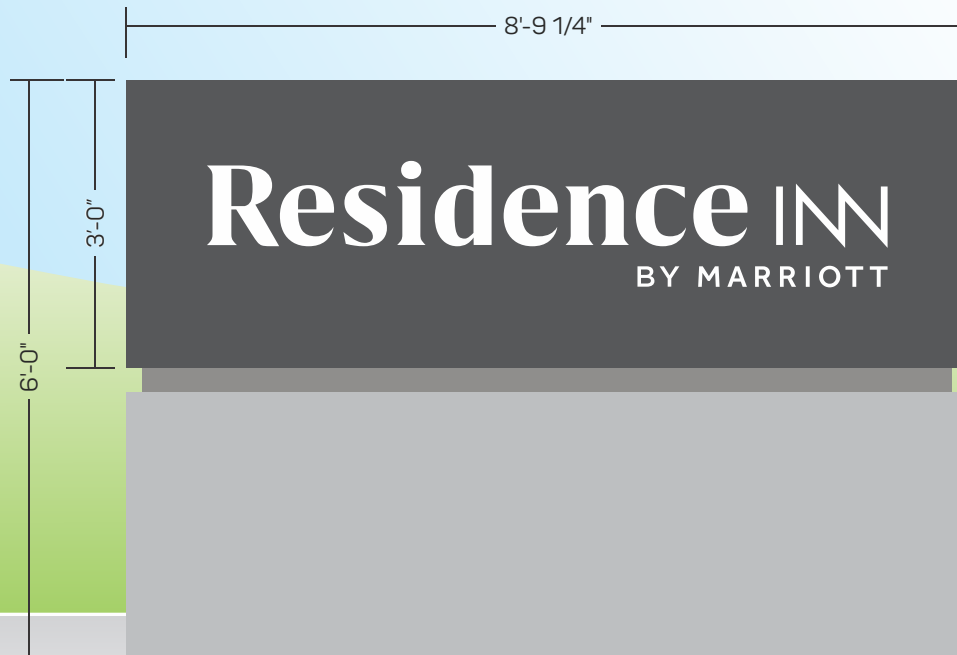 8'-9 1/4"
3'-0"
6'-0"
Residence INN
BY MARRIOTT